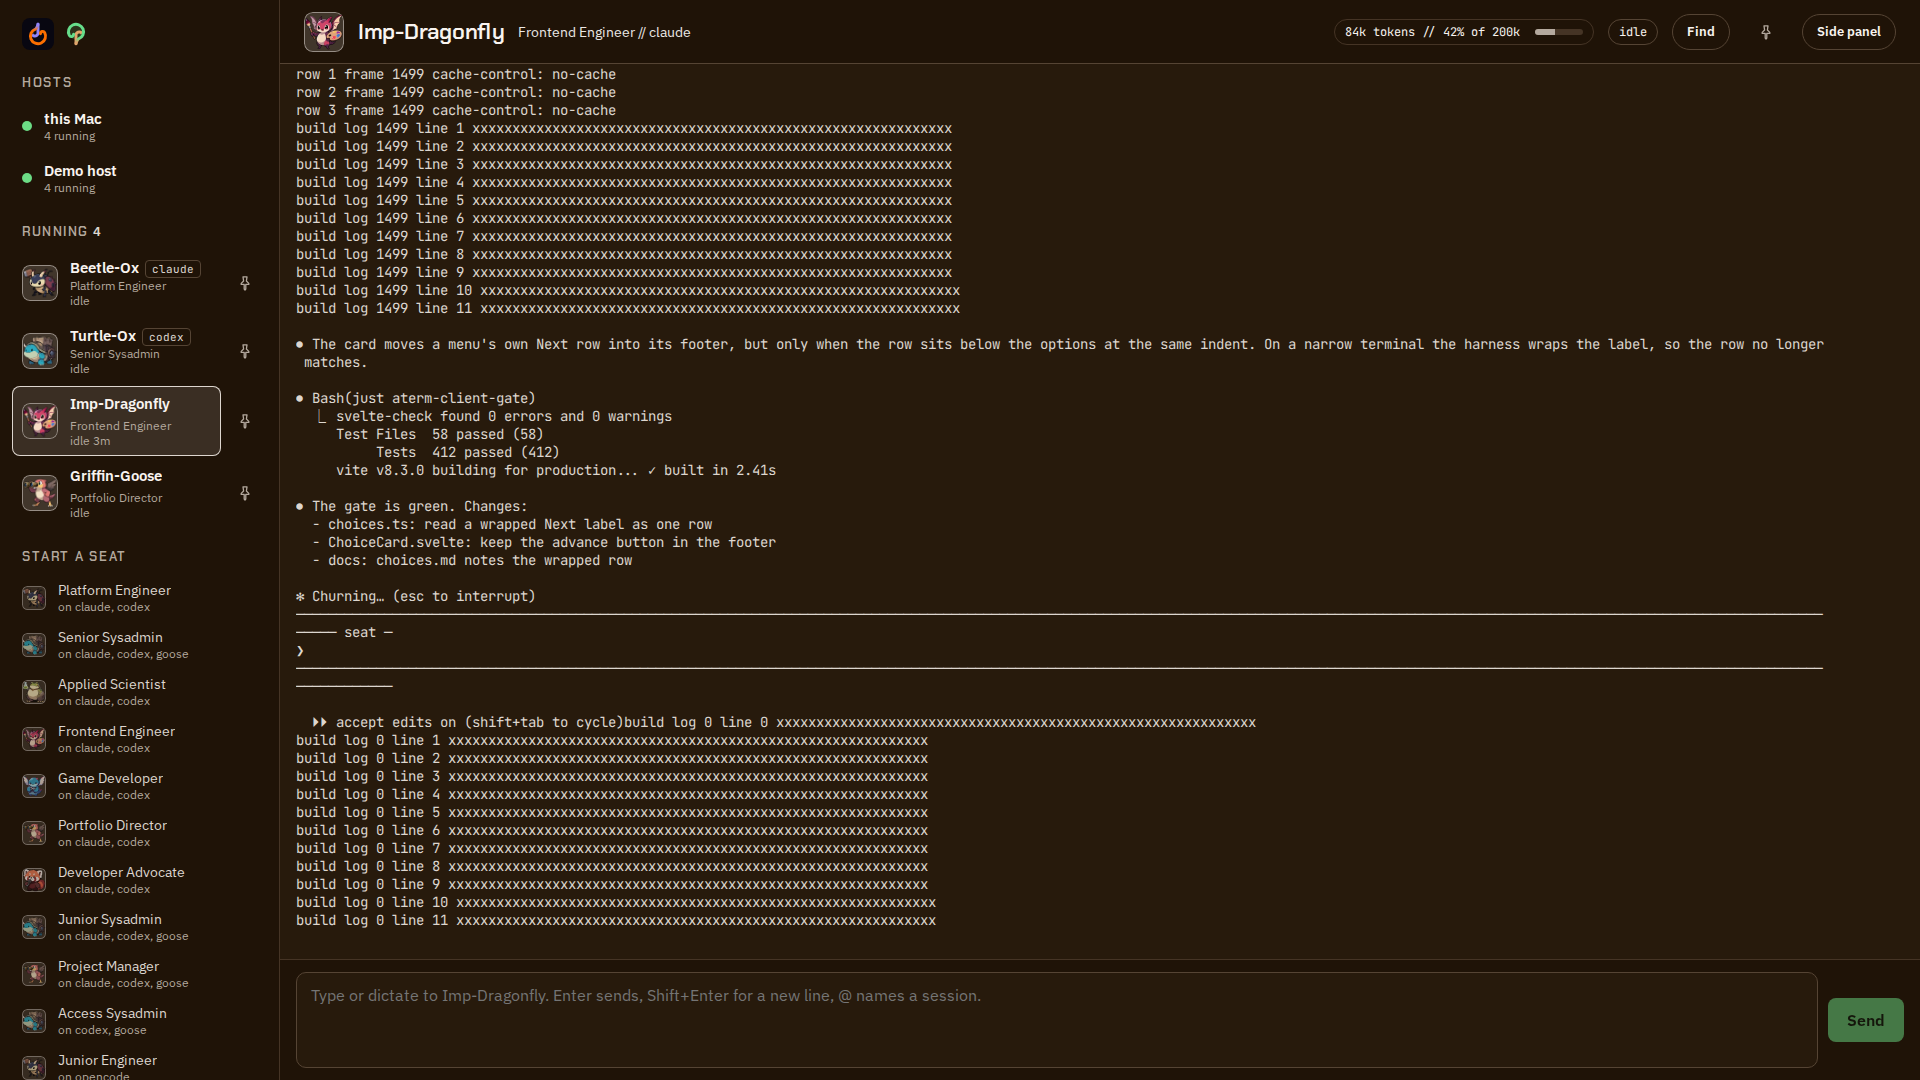 HOSTS
this Mac
4 running
Demo host
4 running
RUNNING 4
Beetle-Ox claude
Platform Engineer
idle
Turtle-Ox codex
Senior Sysadmin
idle
Imp-Dragonfly
Frontend Engineer
idle 3m
Griffin-Goose
Portfolio Director
idle
START A SEAT
Platform Engineer
on claude, codex
Senior Sysadmin
on claude, codex, goose
Applied Scientist
on claude, codex
Frontend Engineer
on claude, codex
Game Developer
on claude, codex
Portfolio Director
on claude, codex
Developer Advocate
on claude, codex
Junior Sysadmin
on claude, codex, goose
Project Manager
on claude, codex, goose
Access Sysadmin
on codex, goose
Junior Engineer
on opencode
Imp-Dragonfly Frontend Engineer // claude
84k tokens // 42% of 200k idle Find Side panel
row 1 frame 1499 cache-control: no-cache
row 2 frame 1499 cache-control: no-cache
row 3 frame 1499 cache-control: no-cache
build log 1499 line 1 xxxxxxxxxxxxxxxxxxxxxxxxxxxxxxxxxxxxxxxxxxxxxxxxxxxxxxxxxxxx
build log 1499 line 2 xxxxxxxxxxxxxxxxxxxxxxxxxxxxxxxxxxxxxxxxxxxxxxxxxxxxxxxxxxxx
build log 1499 line 3 xxxxxxxxxxxxxxxxxxxxxxxxxxxxxxxxxxxxxxxxxxxxxxxxxxxxxxxxxxxx
build log 1499 line 4 xxxxxxxxxxxxxxxxxxxxxxxxxxxxxxxxxxxxxxxxxxxxxxxxxxxxxxxxxxxx
build log 1499 line 5 xxxxxxxxxxxxxxxxxxxxxxxxxxxxxxxxxxxxxxxxxxxxxxxxxxxxxxxxxxxx
build log 1499 line 6 xxxxxxxxxxxxxxxxxxxxxxxxxxxxxxxxxxxxxxxxxxxxxxxxxxxxxxxxxxxx
build log 1499 line 7 xxxxxxxxxxxxxxxxxxxxxxxxxxxxxxxxxxxxxxxxxxxxxxxxxxxxxxxxxxxx
build log 1499 line 8 xxxxxxxxxxxxxxxxxxxxxxxxxxxxxxxxxxxxxxxxxxxxxxxxxxxxxxxxxxxx
build log 1499 line 9 xxxxxxxxxxxxxxxxxxxxxxxxxxxxxxxxxxxxxxxxxxxxxxxxxxxxxxxxxxxx
build log 1499 line 10 xxxxxxxxxxxxxxxxxxxxxxxxxxxxxxxxxxxxxxxxxxxxxxxxxxxxxxxxxxxx
build log 1499 line 11 xxxxxxxxxxxxxxxxxxxxxxxxxxxxxxxxxxxxxxxxxxxxxxxxxxxxxxxxxxxx
● The card moves a menu's own Next row into its footer, but only when the row sits below the options at the same indent. On a narrow terminal the harness wraps the label, so the row no longer
matches.
● Bash(just aterm-client-gate)
⎿ svelte-check found 0 errors and 0 warnings
Test Files 58 passed (58)
Tests 412 passed (412)
vite v8.3.0 building for production... ✓ built in 2.41s
● The gate is green. Changes:
- choices.ts: read a wrapped Next label as one row
- ChoiceCard.svelte: keep the advance button in the footer
- docs: choices.md notes the wrapped row
✻ Churning… (esc to interrupt)
───── seat ─
❯
⏵⏵ accept edits on (shift+tab to cycle)build log 0 line 0 xxxxxxxxxxxxxxxxxxxxxxxxxxxxxxxxxxxxxxxxxxxxxxxxxxxxxxxxxxxx
build log 0 line 1 xxxxxxxxxxxxxxxxxxxxxxxxxxxxxxxxxxxxxxxxxxxxxxxxxxxxxxxxxxxx
build log 0 line 2 xxxxxxxxxxxxxxxxxxxxxxxxxxxxxxxxxxxxxxxxxxxxxxxxxxxxxxxxxxxx
build log 0 line 3 xxxxxxxxxxxxxxxxxxxxxxxxxxxxxxxxxxxxxxxxxxxxxxxxxxxxxxxxxxxx
build log 0 line 4 xxxxxxxxxxxxxxxxxxxxxxxxxxxxxxxxxxxxxxxxxxxxxxxxxxxxxxxxxxxx
build log 0 line 5 xxxxxxxxxxxxxxxxxxxxxxxxxxxxxxxxxxxxxxxxxxxxxxxxxxxxxxxxxxxx
build log 0 line 6 xxxxxxxxxxxxxxxxxxxxxxxxxxxxxxxxxxxxxxxxxxxxxxxxxxxxxxxxxxxx
build log 0 line 7 xxxxxxxxxxxxxxxxxxxxxxxxxxxxxxxxxxxxxxxxxxxxxxxxxxxxxxxxxxxx
build log 0 line 8 xxxxxxxxxxxxxxxxxxxxxxxxxxxxxxxxxxxxxxxxxxxxxxxxxxxxxxxxxxxx
build log 0 line 9 xxxxxxxxxxxxxxxxxxxxxxxxxxxxxxxxxxxxxxxxxxxxxxxxxxxxxxxxxxxx
build log 0 line 10 xxxxxxxxxxxxxxxxxxxxxxxxxxxxxxxxxxxxxxxxxxxxxxxxxxxxxxxxxxxx
build log 0 line 11 xxxxxxxxxxxxxxxxxxxxxxxxxxxxxxxxxxxxxxxxxxxxxxxxxxxxxxxxxxxx
Type or dictate to Imp-Dragonfly. Enter sends, Shift+Enter for a new line, @ names a session.
Send